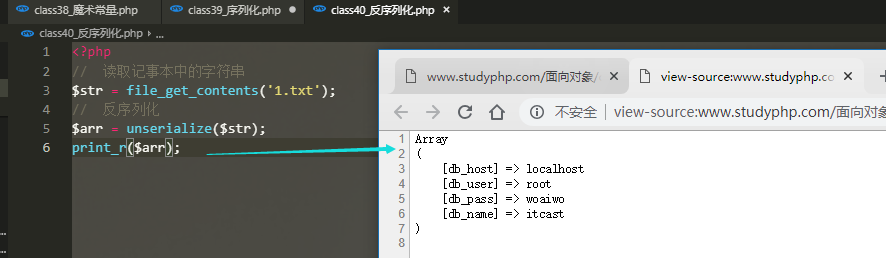 class38_魔术常量.php
class39_序列化.php
class40_反序列化.php
class40_反序列化.php › ...
1 <?php
2 // 读取记事本中的字符串
3 $str = file_get_contents('1.txt');
4 // 反序列化
5 $arr = unserialize($str);
6 print_r($arr);
www.studyphp.com/面向对象/
view-source:www.studyphp.co
不安全 | view-source:www.studyphp.com/面向对
1 Array
2 (
3 [db_host] => localhost
4 [db_user] => root
5 [db_pass] => woaiwo
6 [db_name] => itcast
7 )
8